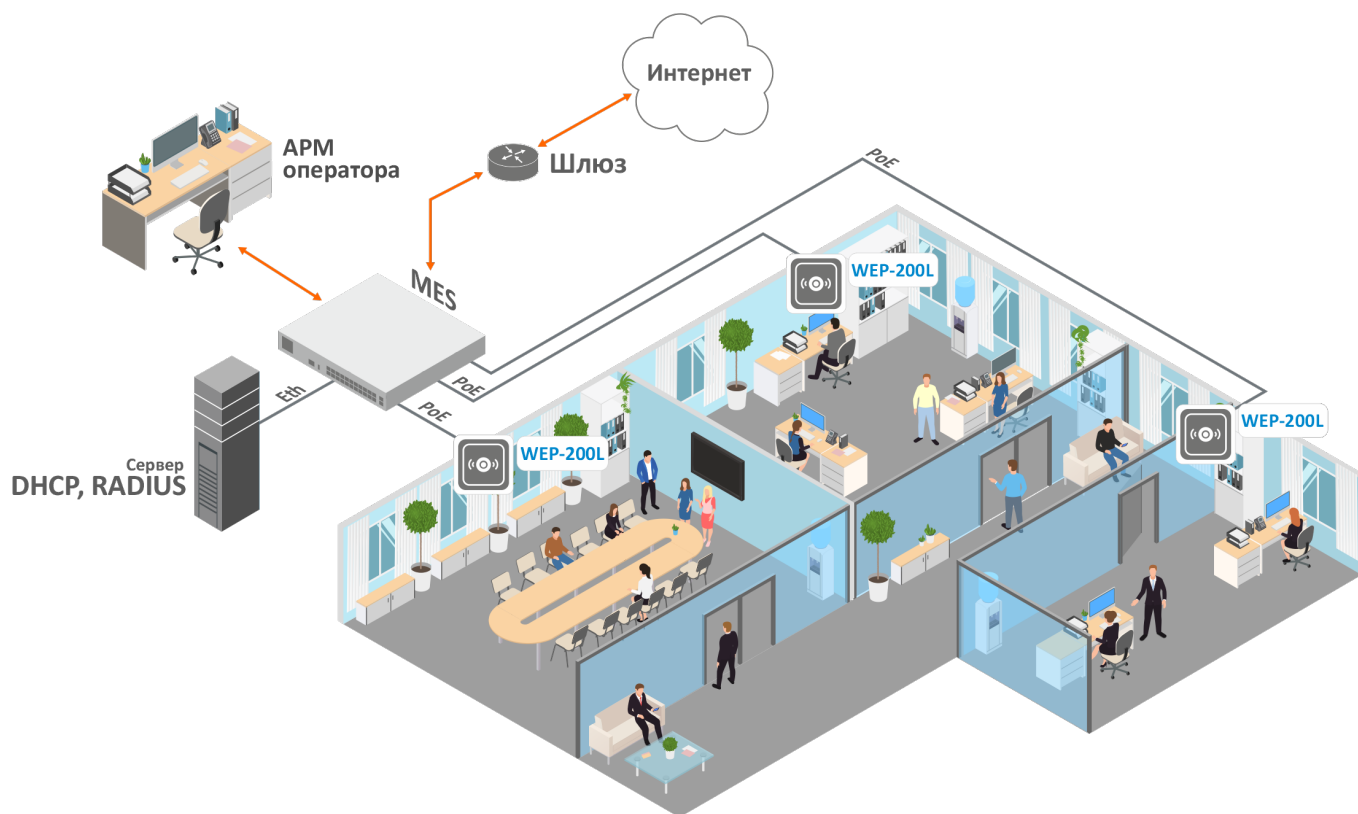 Интернет
АРМ
оператора
Шлюз
PoE
MES
WEP-200L
Eth
PoE
PoE
WEP-200L
WEP-200L
Сервер
DHCP, RADIUS